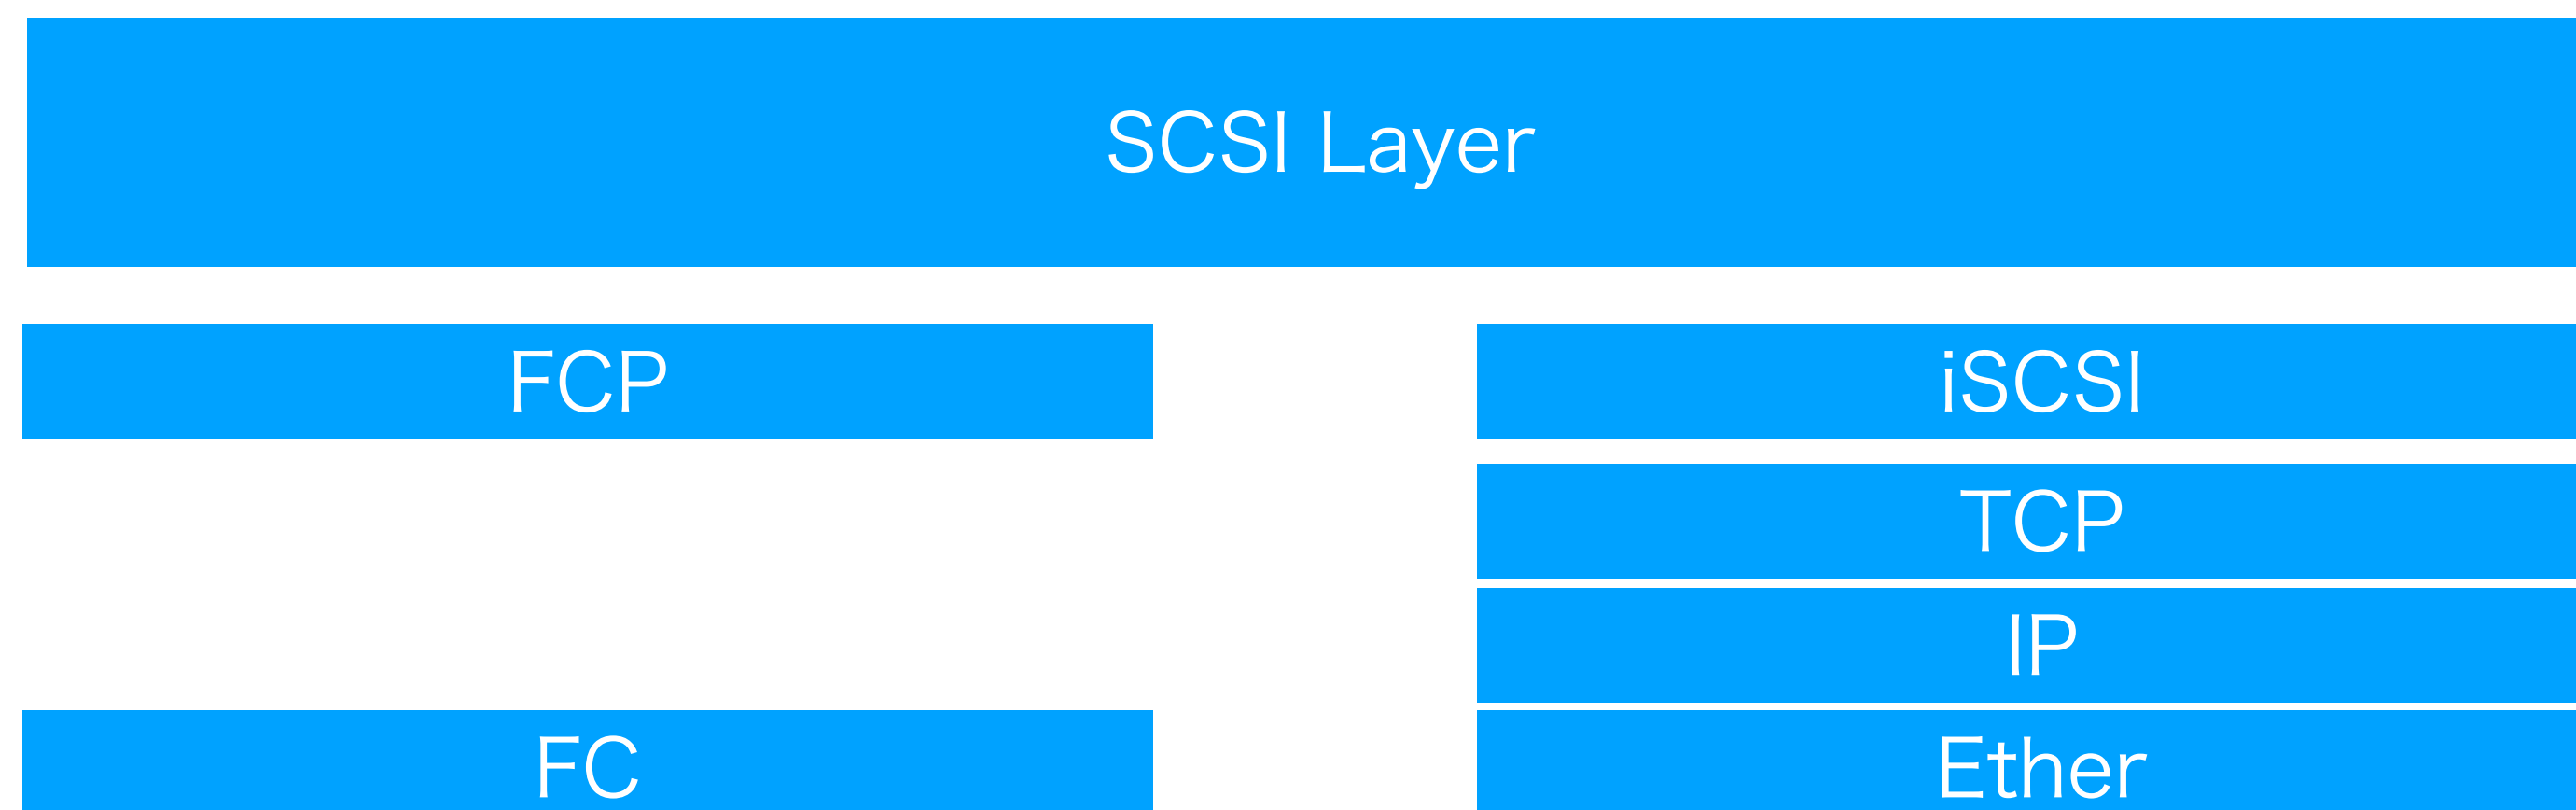 SCSI Layer
FCP
iSCSI
TCP
IP
FC
Ether